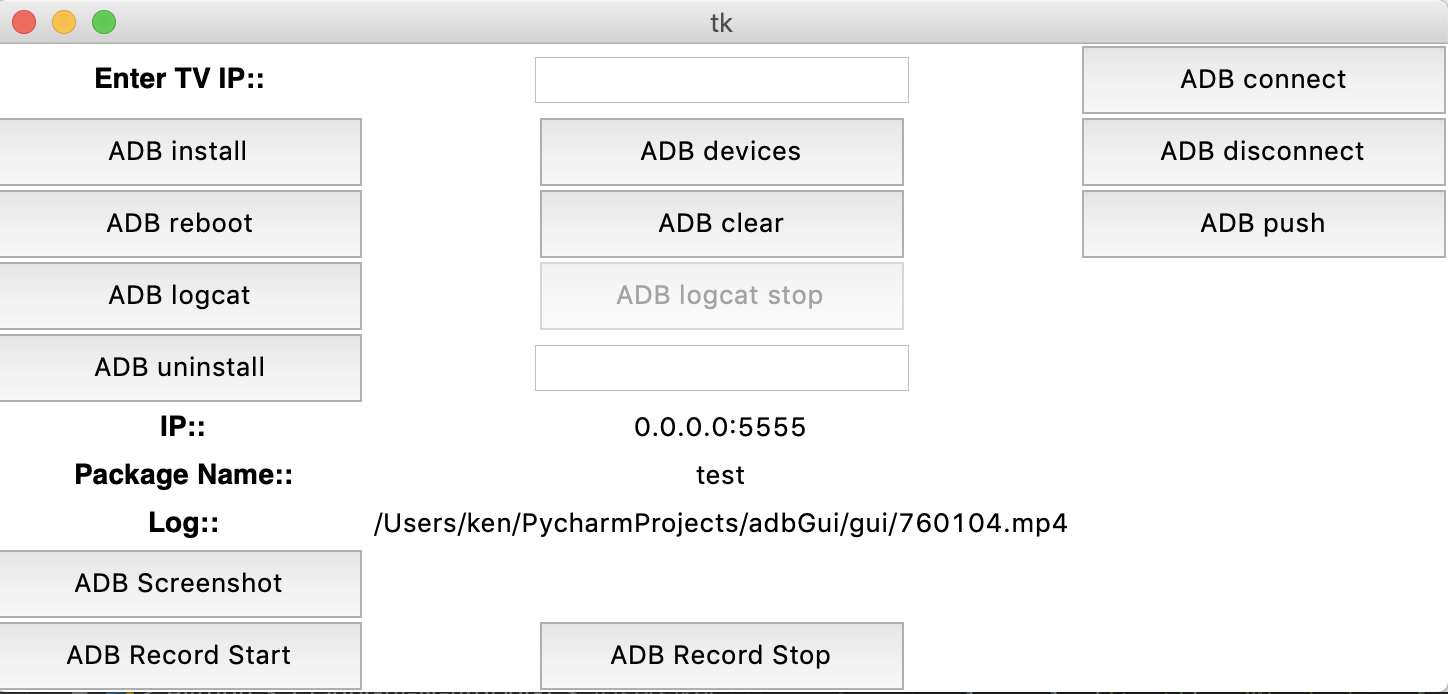 tk
Enter TV IP:: ADB connect
ADB install ADB devices ADB disconnect
ADB reboot ADB clear ADB push
ADB logcat ADB logcat stop
ADB uninstall
IP:: 0.0.0.0:5555
Package Name:: test
Log:: /Users/ken/PycharmProjects/adbGui/gui/760104.mp4
ADB Screenshot
ADB Record Start ADB Record Stop